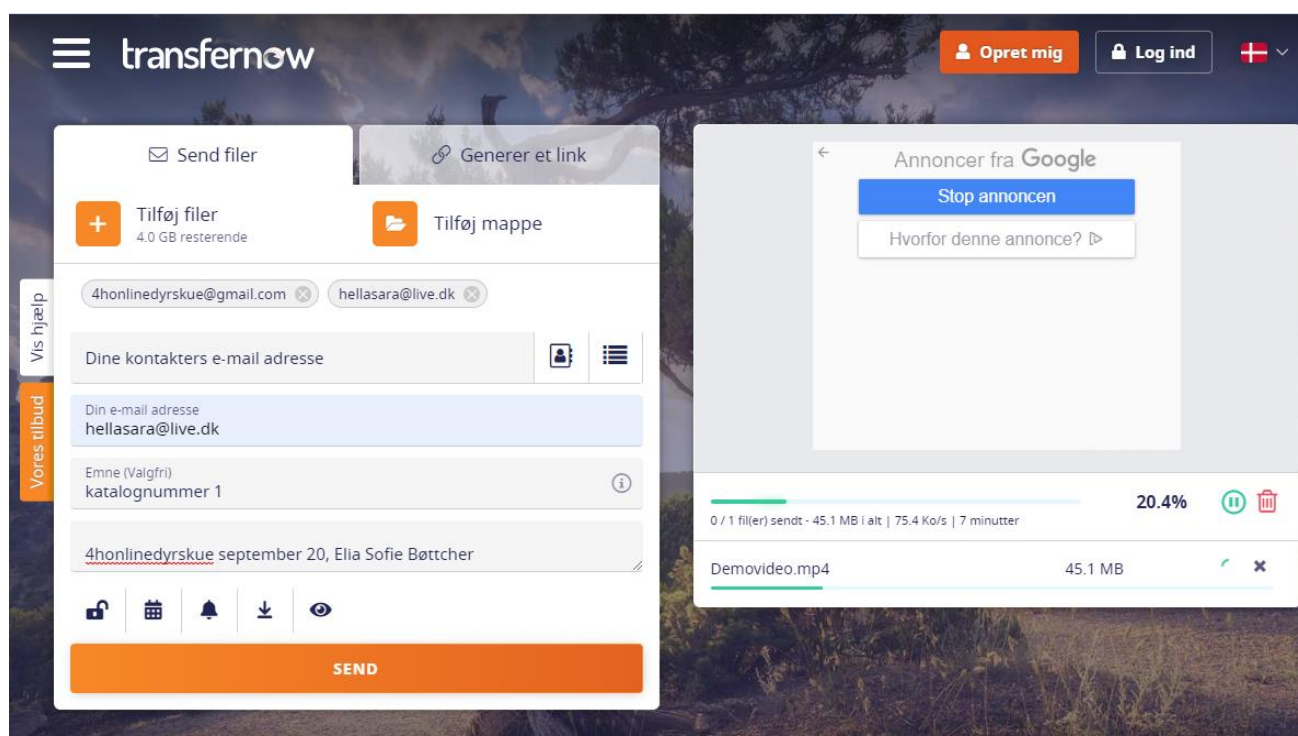 transfernow
Opret mig
Log ind
Send filer
Generer et link
Tilføj filer
4.0 GB resterende
Tilføj mappe
4honlinedyrskue@gmail.com
hellasara@live.dk
Dine kontakters e-mail adresse
Din e-mail adresse
hellasara@live.dk
Emne (Valgfri)
katalognummer 1
4honlinedyrskue september 20, Elia Sofie Bøttcher
SEND
Vis hjælp
Vores tilbud
Annoncer fra Google
Stop annoncen
Hvorfor denne annonce?
20.4%
0 / 1 fil(er) sendt - 45.1 MB i alt | 75.4 Ko/s | 7 minutter
Demovideo.mp4
45.1 MB